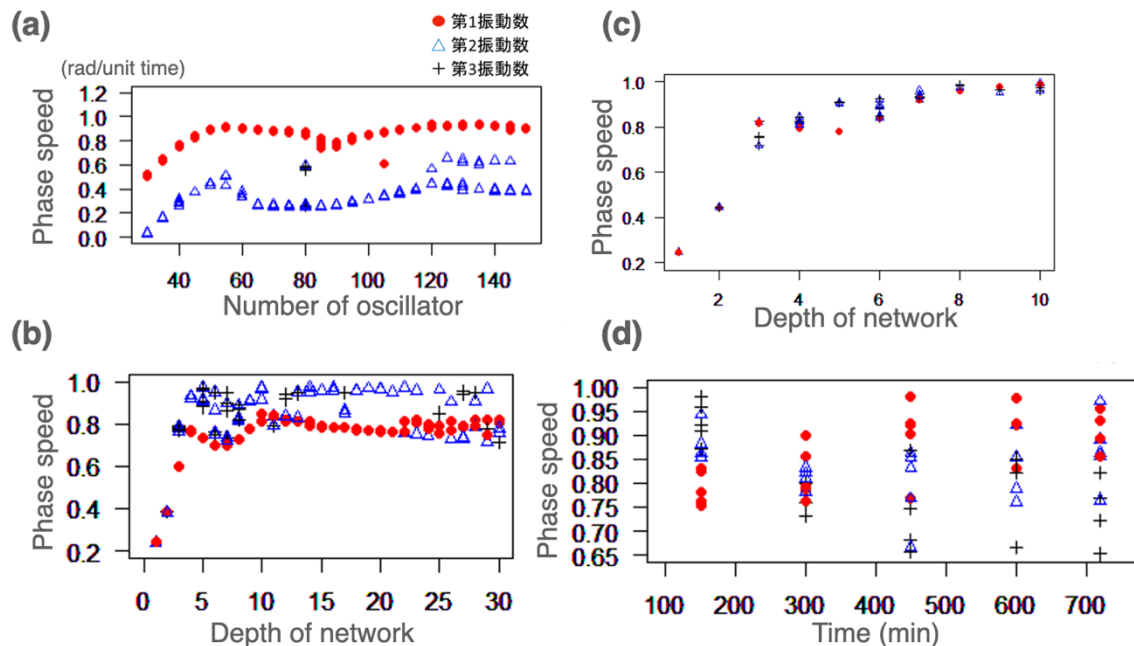 (a)
(rad/unit time)
第1振動数
第2振動数
第3振動数
Phase speed
1.2
1.0
0.8
0.6
0.4
0.2
0.0
40 60 80 100 120 140
Number of oscillator
(c)
Phase speed
1.0
0.8
0.6
0.4
0.2
2 4 6 8 10
Depth of network
(b)
Phase speed
1.0
0.8
0.6
0.4
0.2
0 5 10 15 20 25 30
Depth of network
(d)
Phase speed
1.00
0.95
0.90
0.85
0.80
0.75
0.70
0.65
100 200 300 400 500 600 700
Time (min)